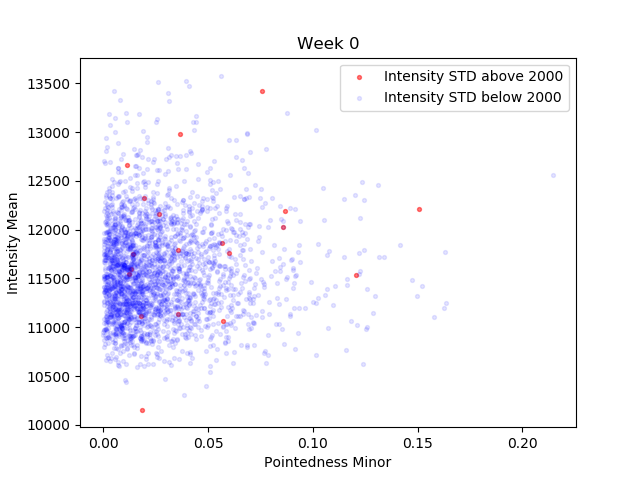 Week 0
Intensity STD above 2000
Intensity STD below 2000
13500
13000
12500
12000
11500
11000
10500
10000
Intensity Mean
0.00 0.05 0.10 0.15 0.20
Pointedness Minor